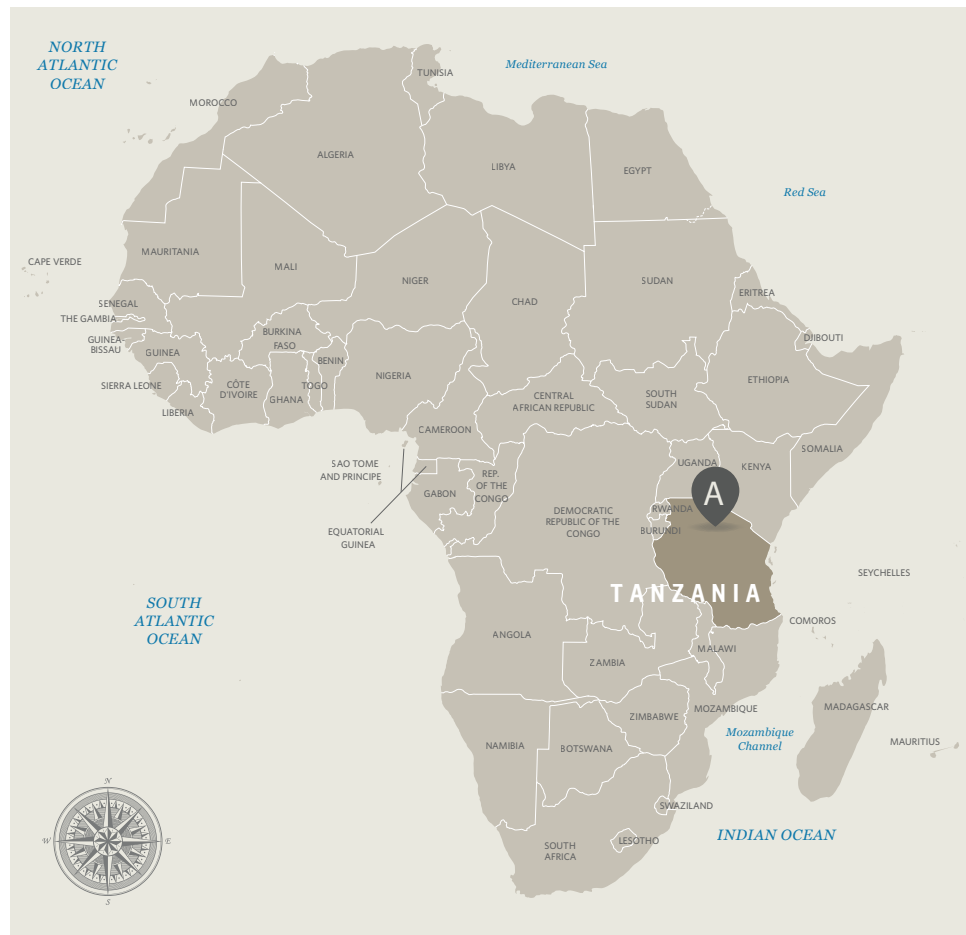 NORTH
ATLANTIC
OCEAN
Mediterranean Sea
TUNISIA
MOROCCO
ALGERIA
LIBYA
EGYPT
Red Sea
MAURITANIA
CAPE VERDE
MALI
NIGER
CHAD
SUDAN
ERITREA
SENEGAL
THE GAMBIA
GUINEA-
BISSAU
GUINEA
BURKINA
FASO
BENIN
DJIBOUTI
SIERRA LEONE
CÔTE
D'IVOIRE
GHANA
TOGO
NIGERIA
CENTRAL
AFRICAN REPUBLIC
SOUTH
SUDAN
ETHIOPIA
LIBERIA
CAMEROON
SOMALIA
SAO TOME
AND PRINCIPE
GABON
REP.
OF THE
CONGO
UGANDA
KENYA
A
RWANDA
BURUNDI
DEMOCRATIC
REPUBLIC OF THE
CONGO
EQUATORIAL
GUINEA
SEYCHELLES
TANZANIA
SOUTH
ATLANTIC
OCEAN
COMOROS
ANGOLA
MALAWI
ZAMBIA
MOZAMBIQUE
MADAGASCAR
ZIMBABWE
Mozambique
Channel
MAURITIUS
NAMIBIA
BOTSWANA
SWAZILAND
INDIAN OCEAN
LESOTHO
SOUTH
AFRICA
N
W
E
S